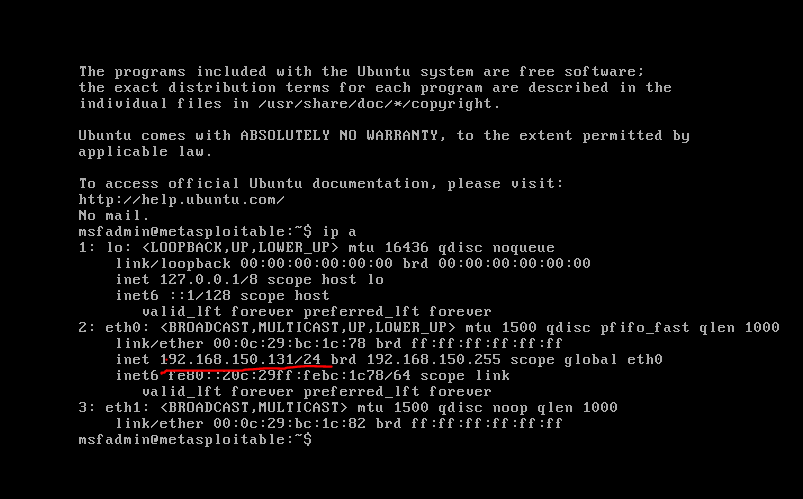 The programs included with the Ubuntu system are free software;
the exact distribution terms for each program are described in the
individual files in /usr/share/doc/*/copyright.
Ubuntu comes with ABSOLUTELY NO WARRANTY, to the extent permitted by
applicable law.
To access official Ubuntu documentation, please visit:
http://help.ubuntu.com/
No mail.
msfadmin@metasploitable:~$ ip a
1: lo: <LOOPBACK,UP,LOWER_UP> mtu 16436 qdisc noqueue
link/loopback 00:00:00:00:00:00 brd 00:00:00:00:00:00
inet 127.0.0.1/8 scope host lo
inet6 ::1/128 scope host
valid_lft forever preferred_lft forever
2: eth0: <BROADCAST,MULTICAST,UP,LOWER_UP> mtu 1500 qdisc pfifo_fast qlen 1000
link/ether 00:0c:29:bc:1c:78 brd ff:ff:ff:ff:ff:ff
inet 192.168.150.131/24 brd 192.168.150.255 scope global eth0
inet6 fe80::20c:29ff:febc:1c78/64 scope link
valid_lft forever preferred_lft forever
3: eth1: <BROADCAST,MULTICAST> mtu 1500 qdisc noop qlen 1000
link/ether 00:0c:29:bc:1c:82 brd ff:ff:ff:ff:ff:ff
msfadmin@metasploitable:~$